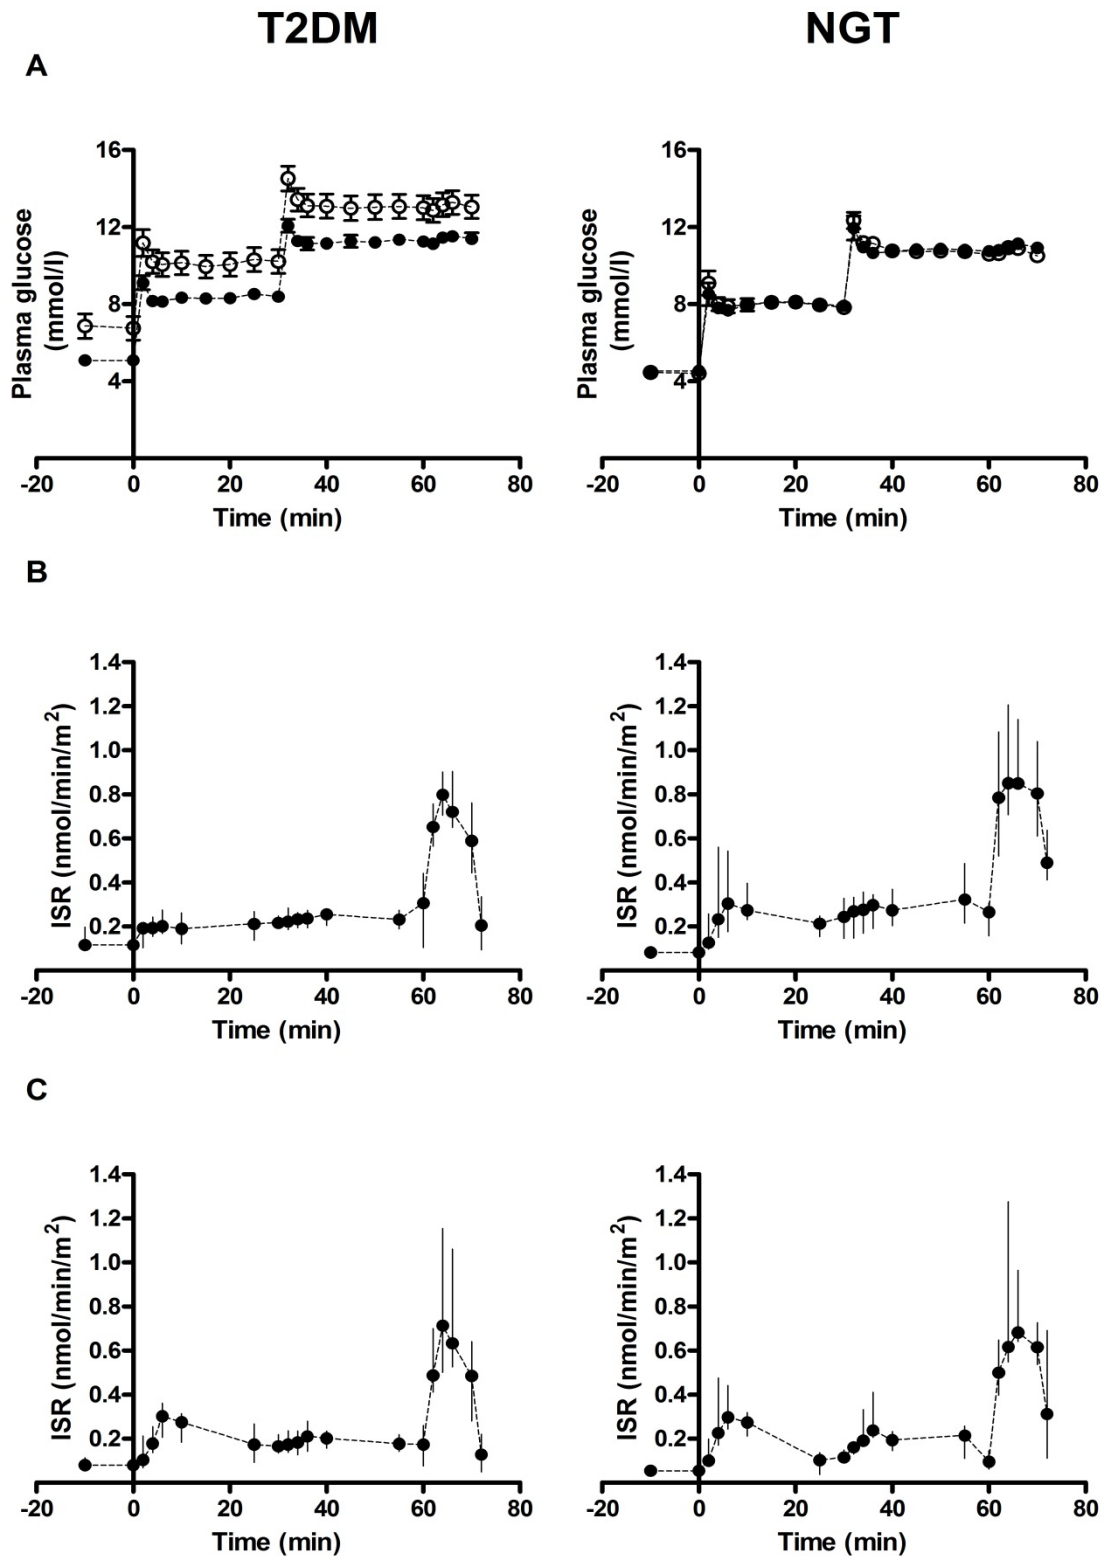 T2DM
NGT
A
Plasma glucose
(mmol/l)
16
12
8
4
-20 0 20 40 60 80
Time (min)
Plasma glucose
(mmol/l)
16
12
8
4
-20 0 20 40 60 80
Time (min)
B
ISR (nmol/min/m²)
1.4
1.2
1.0
0.8
0.6
0.4
0.2
-20 0 20 40 60 80
Time (min)
ISR (nmol/min/m²)
1.4
1.2
1.0
0.8
0.6
0.4
0.2
-20 0 20 40 60 80
Time (min)
C
ISR (nmol/min/m²)
1.4
1.2
1.0
0.8
0.6
0.4
0.2
-20 0 20 40 60 80
Time (min)
ISR (nmol/min/m²)
1.4
1.2
1.0
0.8
0.6
0.4
0.2
-20 0 20 40 60 80
Time (min)